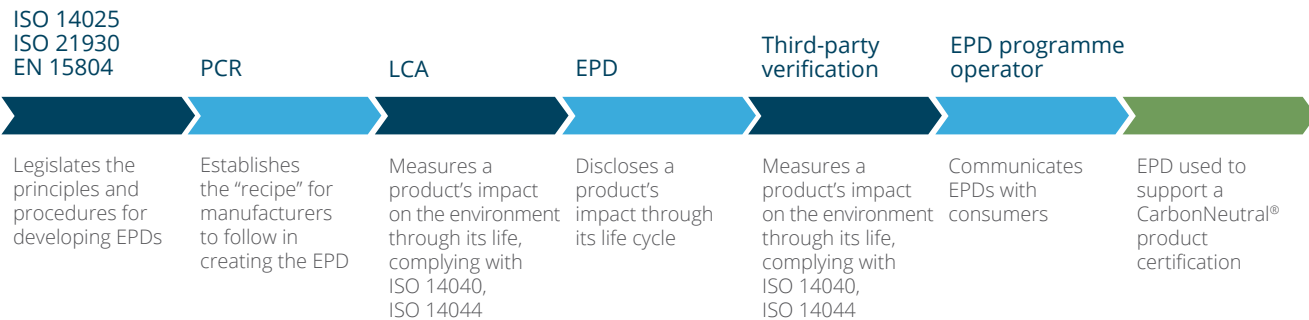 ISO 14025
ISO 21930
EN 15804
PCR
LCA
EPD
Third-party
verification
EPD programme
operator
Legislates the
principles and
procedures for
developing EPDs
Establishes
the “recipe” for
manufacturers
to follow in
creating the EPD
Measures a
product’s impact
on the environment
through its life,
complying with
ISO 14040,
ISO 14044
Discloses a
product’s
impact through
its life cycle
Measures a
product’s impact
on the environment
through its life,
complying with
ISO 14040,
ISO 14044
Communicates
EPDs with
consumers
EPD used to
support a
CarbonNeutral®
product
certification